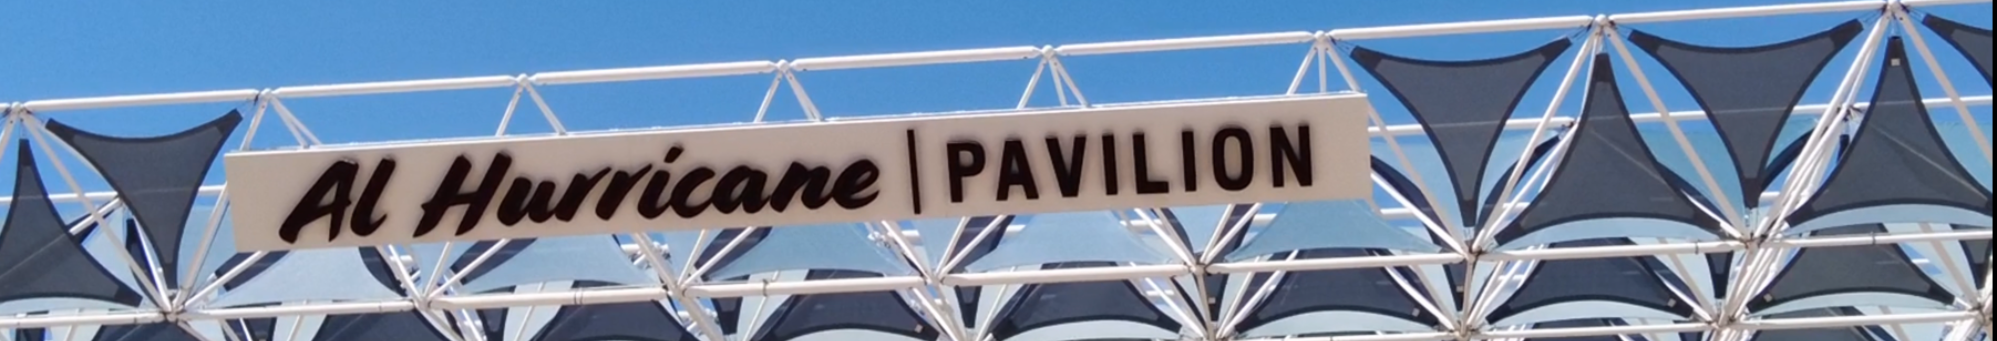 Al Hurricane | PAVILION